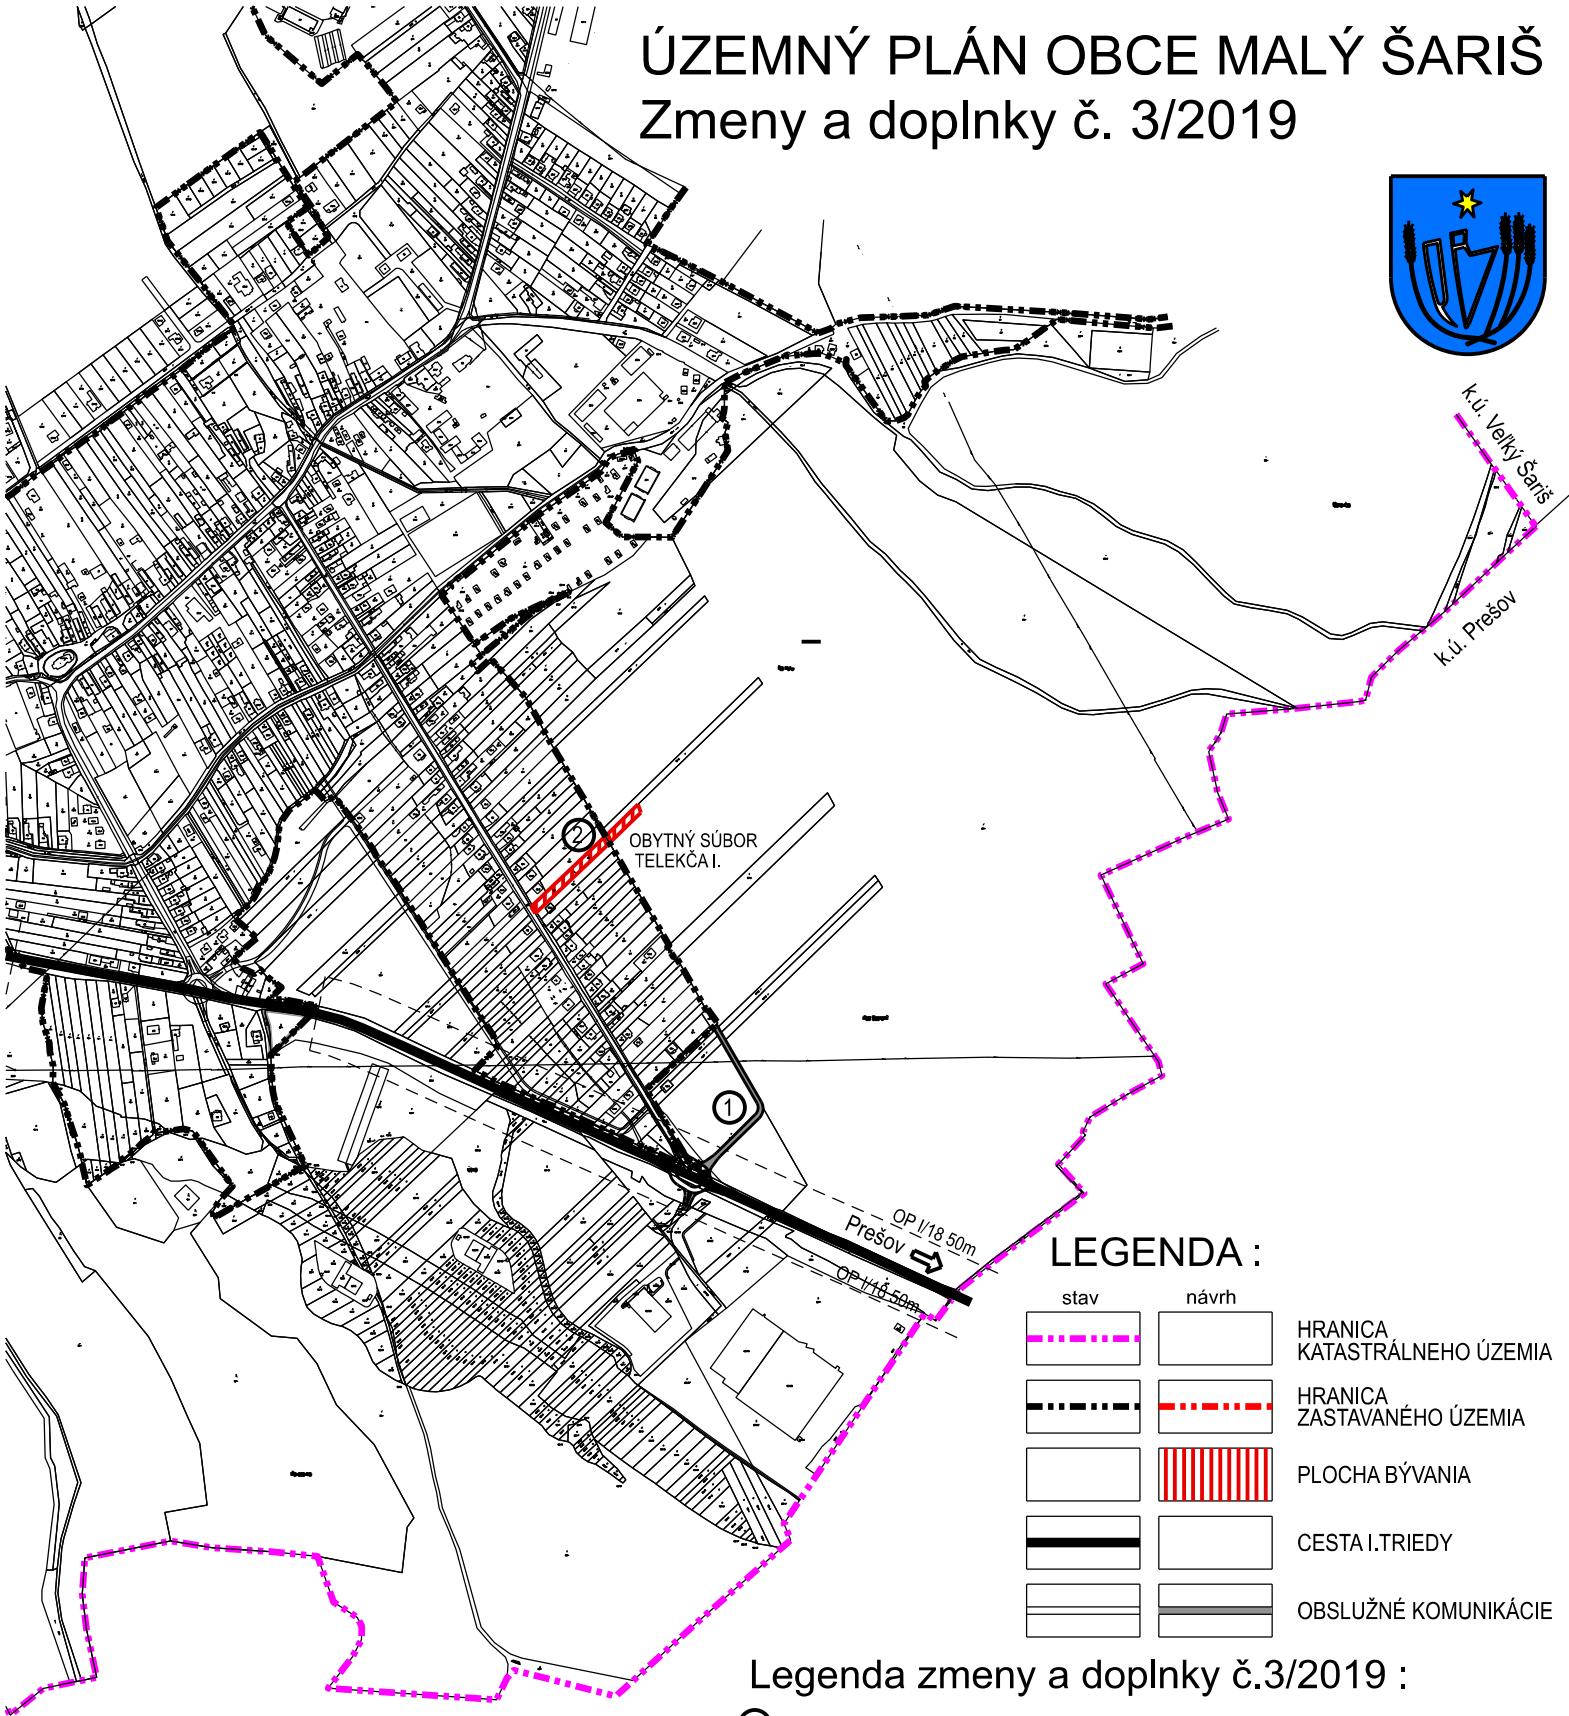 ÚZEMNÝ PLÁN OBCE MALÝ ŠARIŠ
Zmeny a doplnky č. 3/2019
k.ú. Veľký Šariš
k.ú. Prešov
2
OBYTNÝ SÚBOR
TELEKČA I.
1
OP I/18 50m
Prešov
OP I/18 50m
LEGENDA :
stav
návrh
HRANICA
KATASTRÁLNEHO ÚZEMIA
HRANICA
ZASTAVANÉHO ÚZEMIA
PLOCHA BÝVANIA
CESTA I.TRIEDY
OBSLUŽNÉ KOMUNIKÁCIE
Legenda zmeny a doplnky č.3/2019 :